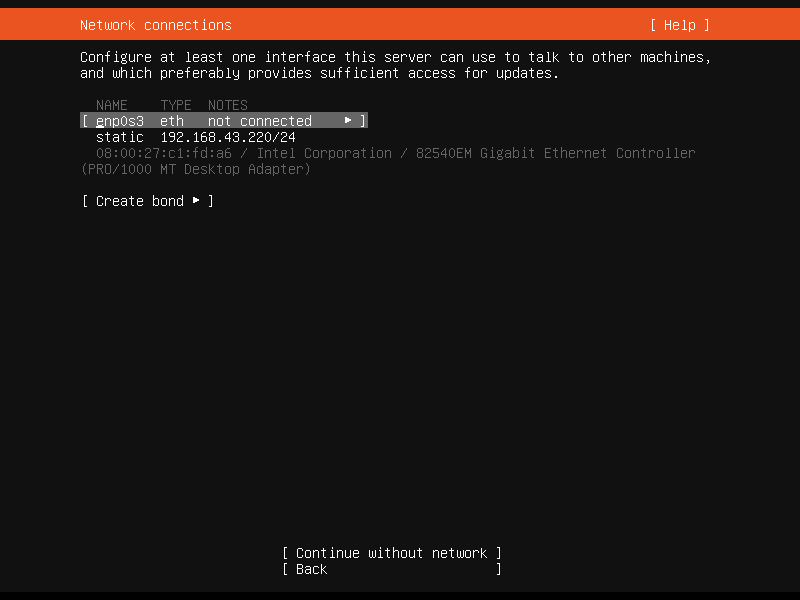 Network connections [ Help ]
Configure at least one interface this server can use to talk to other machines,
and which preferably provides sufficient access for updates.
NAME TYPE NOTES
[ enp0s3 eth not connected ▸ ]
static 192.168.43.220/24
08:00:27:c1:fd:a6 / Intel Corporation / 82540EM Gigabit Ethernet Controller
(PRO/1000 MT Desktop Adapter)
[ Create bond ▸ ]
[ Continue without network ]
[ Back ]